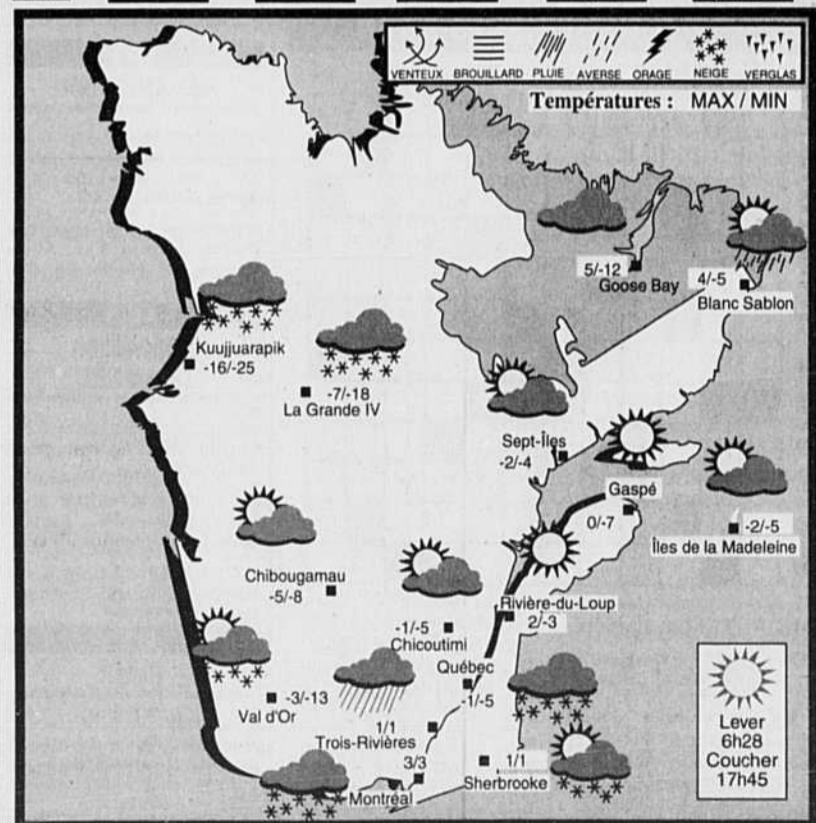 VENTEUX BROUILLARD PLUIE AVERSE ORAGE NEIGE VERGLAS
Températures : MAX / MIN
5/-12
Goose Bay
4/-5
Blanc Sablon
Kuujjuarapik
-16/-25
-7/-18
La Grande IV
Sept-Îles
-2/-4
Gaspé
0/-7
-2/-5
Îles de la Madeleine
Chibougamau
-5/-8
Rivière-du-Loup
2/-3
-1/-5
Chicoutimi
Québec
-1/-5
-3/-13
Val d'Or
1/1
Trois-Rivières
3/3
Montréal
1/1
Sherbrooke
Lever
6h28
Coucher
17h45